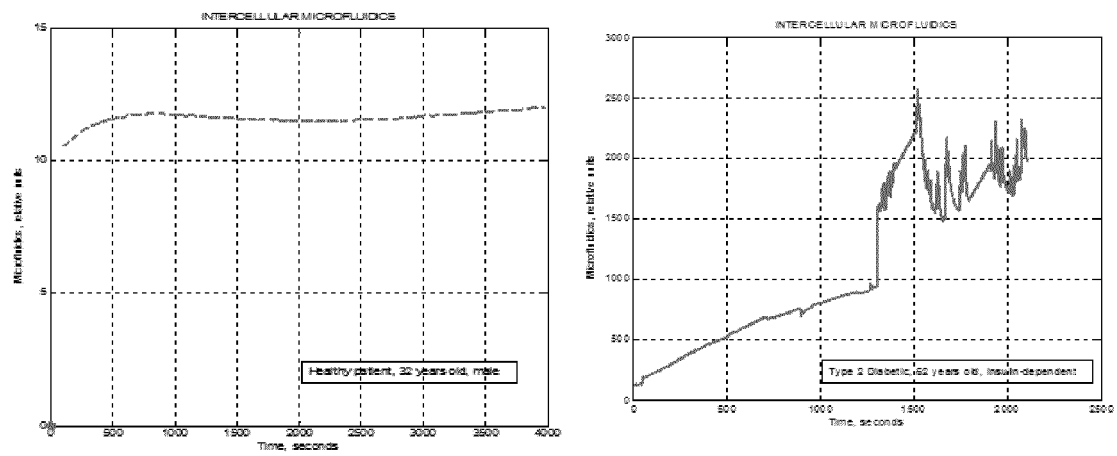 INTERCELLULAR MICROFLUIDICS
15
10
5
0
Microfluidics, relative units
0 500 1000 1500 2000 2500 3000 3500 4000
Time, seconds
Healthy patient, 32 years old, male
INTERCELLULAR MICROFLUIDICS
3000
2500
2000
1500
1000
500
0
Microfluidics, relative units
0 500 1000 1500 2000 2500
Time, seconds
Type 2 Diabetic, 62 years old, Insulin-dependent